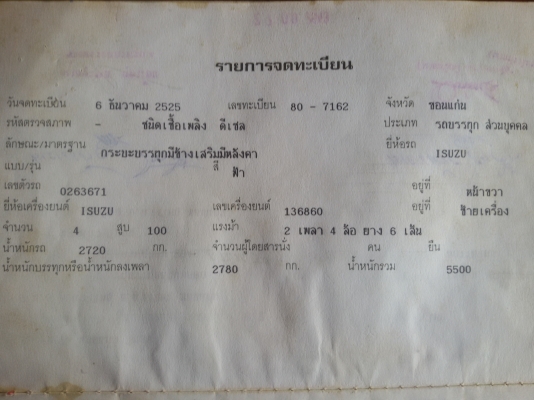 รายการจดทะเบียน
วันจดทะเบียน 6 ธันวาคม 2525 เลขทะเบียน 80 - 7162 จังหวัด ขอนแก่น
รหัสตรวจสภาพ - ชนิดเชื้อเพลิง ดีเซล ประเภท รถบรรทุก ส่วนบุคคล
ลักษณะ/มาตรฐาน กระบะบรรทุกมีข้างเสริมมีหลังคา ยี่ห้อรถ ISUZU
แบบ/รุ่น สี ฟ้า
เลขตัวรถ 0263671 อยู่ที่ หน้าขวา
ยี่ห้อเครื่องยนต์ ISUZU เลขเครื่องยนต์ 136860 อยู่ที่ ซ้ายเครื่อง
จำนวน 4 สูบ 100 แรงม้า 2 เพลา 4 ล้อ ยาง 6 เส้น
น้ำหนักรถ 2720 กก. จำนวนผู้โดยสารนั่ง คน ยืน
น้ำหนักบรรทุกหรือน้ำหนักลงเพลา 2780 กก. น้ำหนักรวม 5500